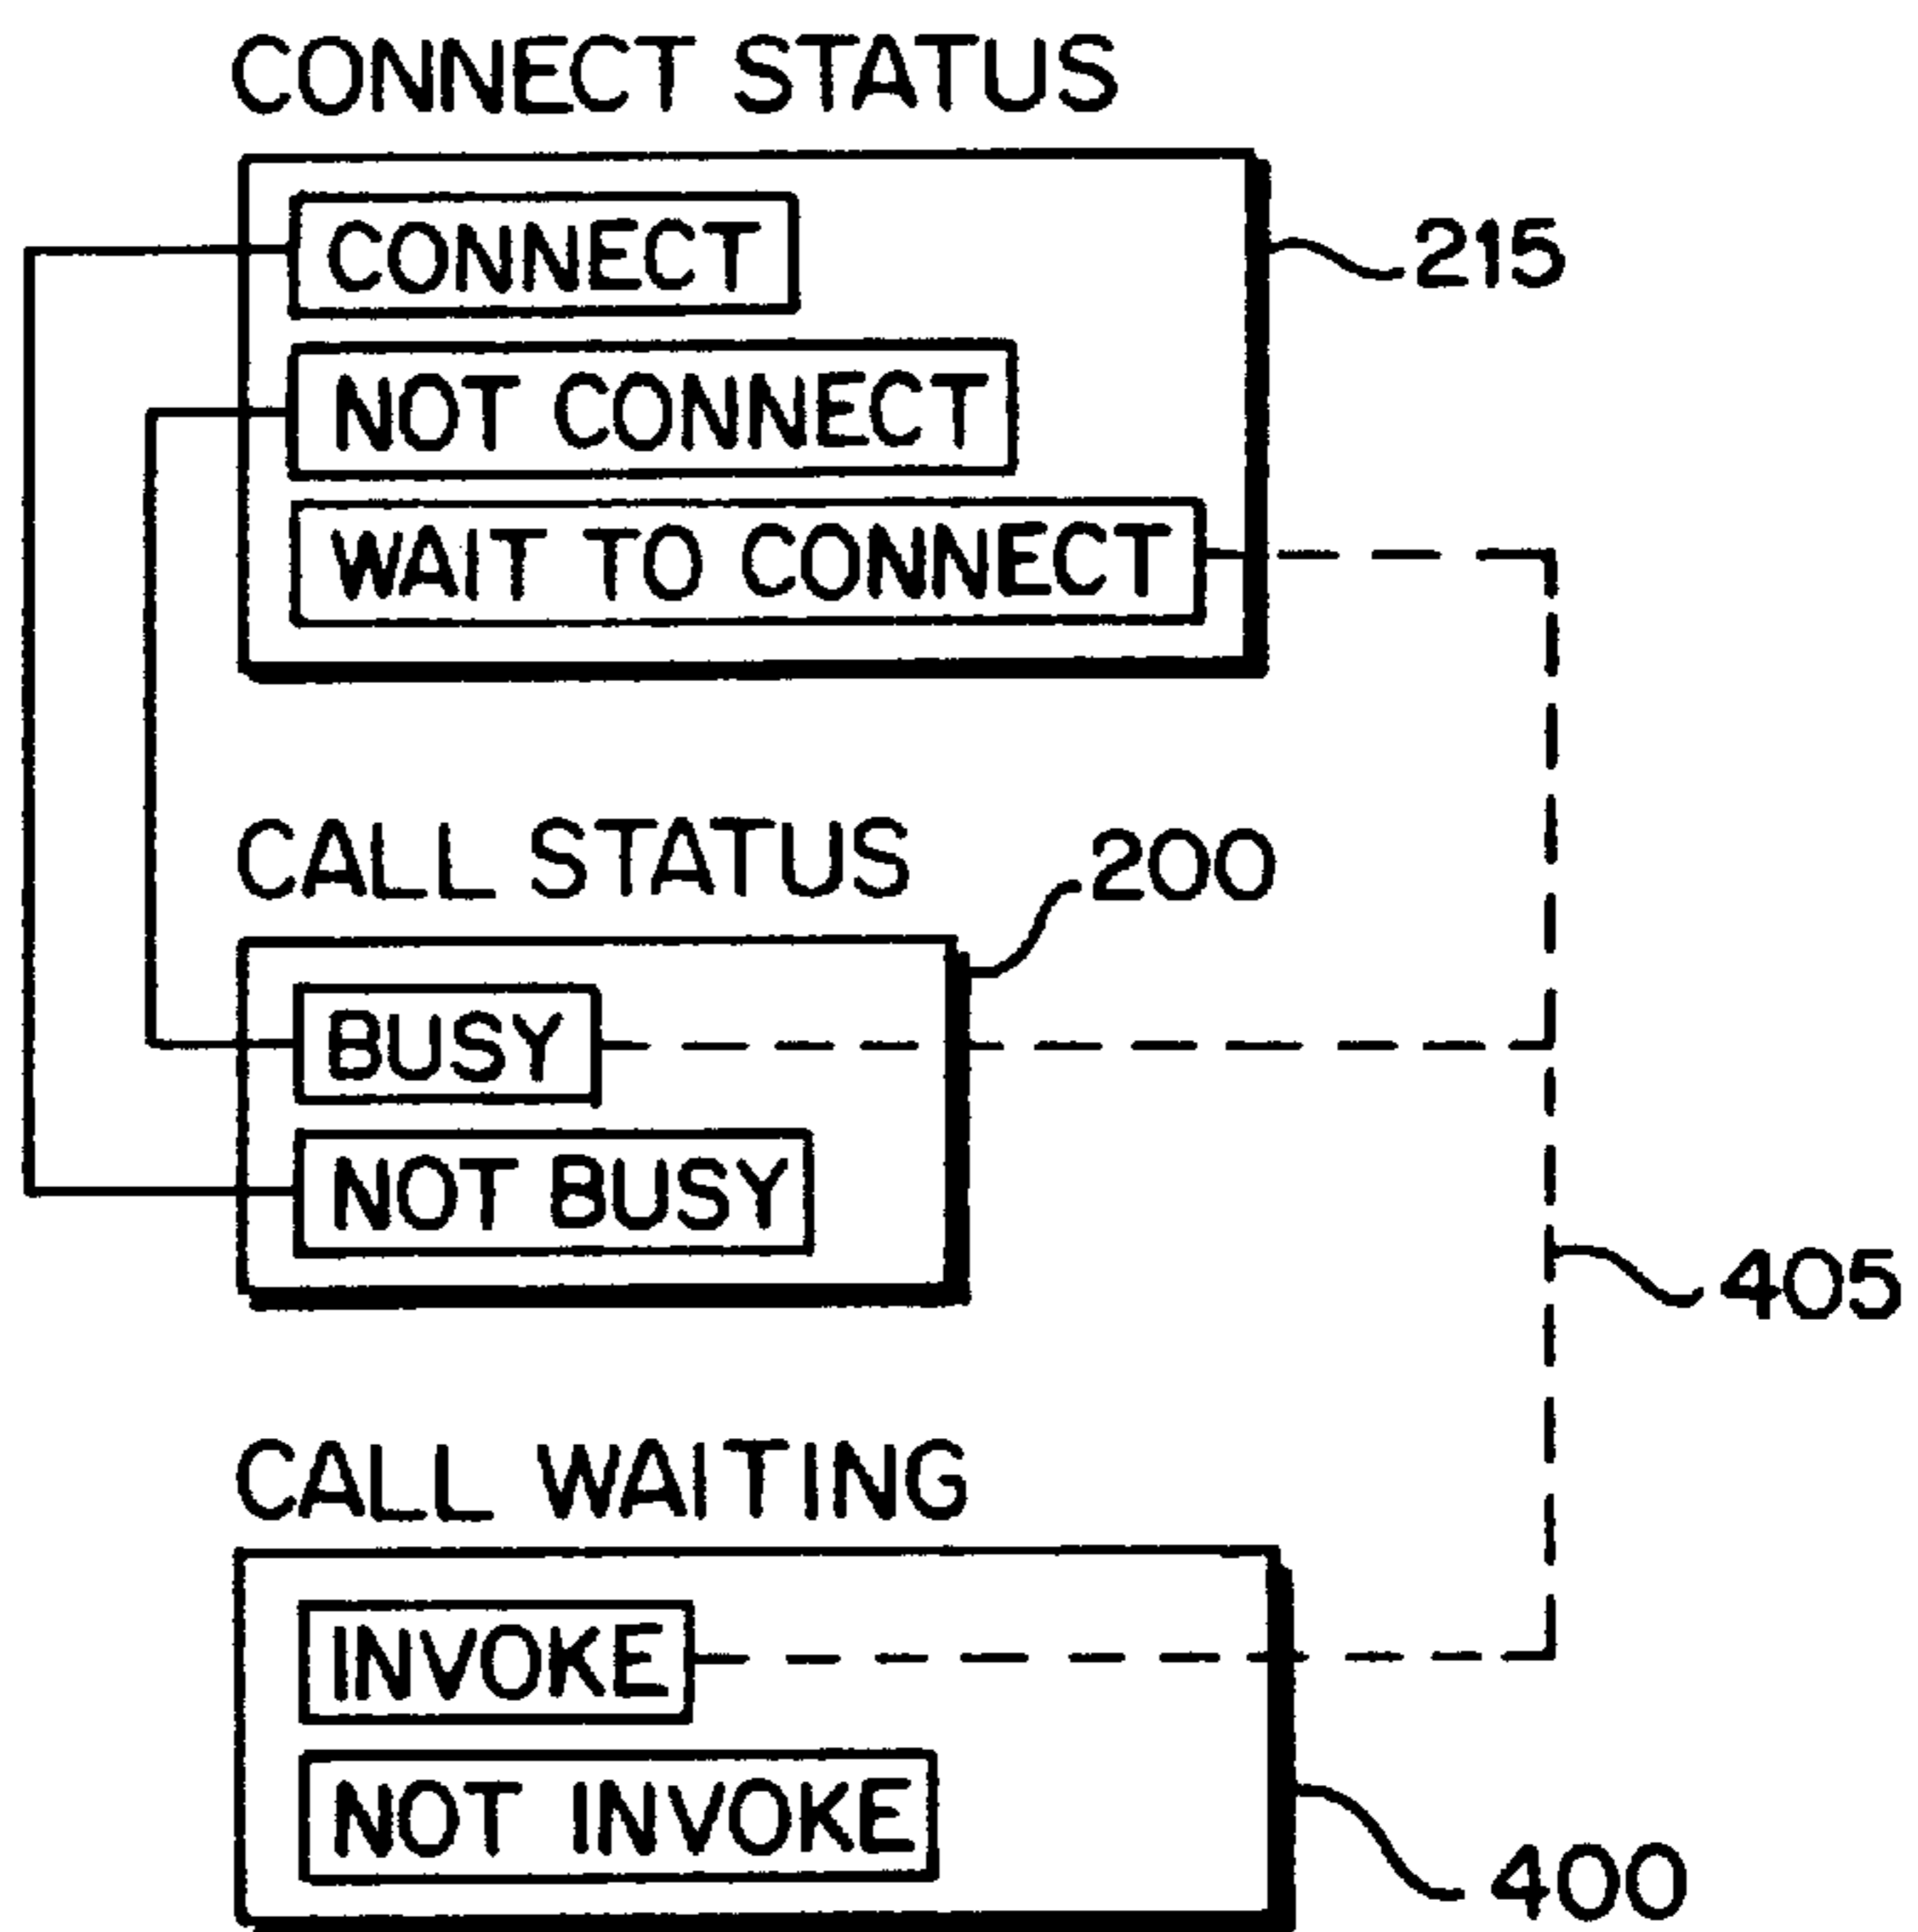 CONNECT STATUS
CONNECT
215
NOT CONNECT
WAIT TO CONNECT
CALL STATUS
200
BUSY
NOT BUSY
405
CALL WAITING
INVOKE
NOT INVOKE
400